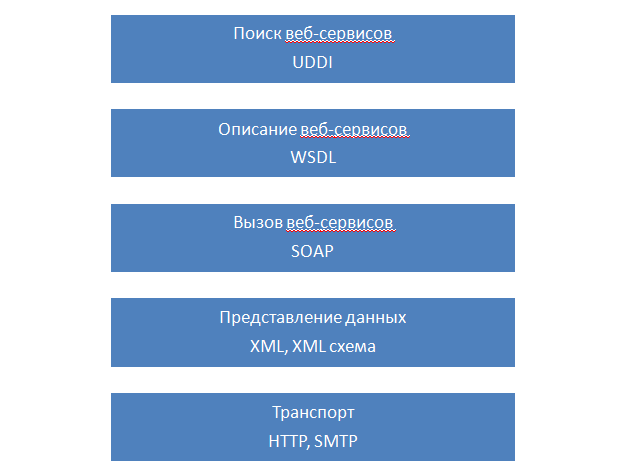 Поиск веб-сервисов
UDDI
Описание веб-сервисов
WSDL
Вызов веб-сервисов
SOAP
Представление данных
XML, XML схема
Транспорт
HTTP, SMTP